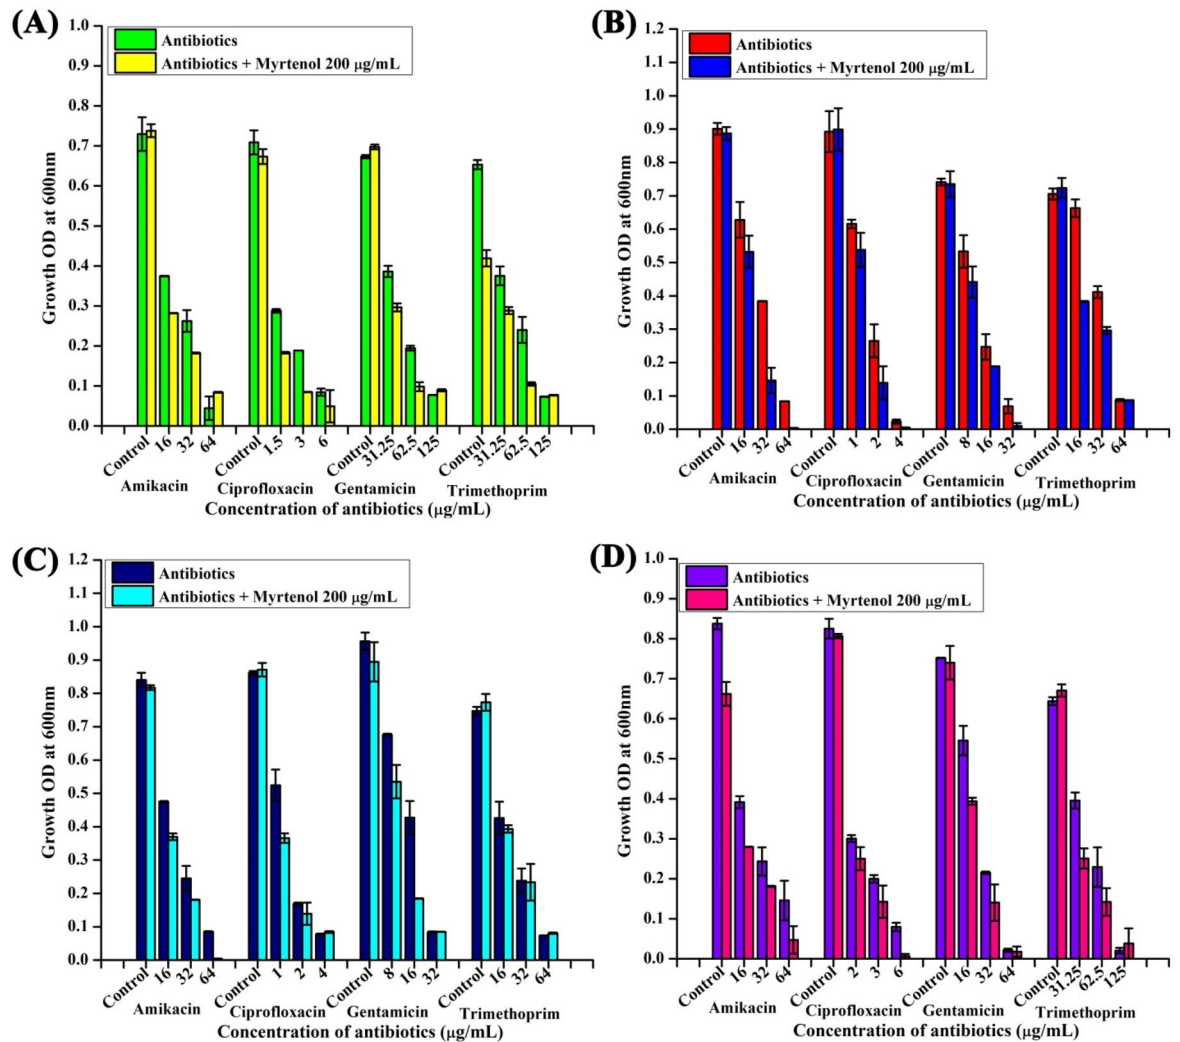 (A)
Antibiotics
Antibiotics + Myrtenol 200 µg/mL
Growth OD at 600nm
1.0
0.9
0.8
0.7
0.6
0.5
0.4
0.3
0.2
0.1
0.0
Control 16 32 64 Control 1.5 3 6 Control 31.25 62.5 125 Control 31.25 62.5 125
Amikacin Ciprofloxacin Gentamicin Trimethoprim
Concentration of antibiotics (µg/mL)
(B)
Antibiotics
Antibiotics + Myrtenol 200 µg/mL
Growth OD at 600nm
1.2
1.1
1.0
0.9
0.8
0.7
0.6
0.5
0.4
0.3
0.2
0.1
0.0
Control 16 32 64 Control 1 2 4 Control 8 16 32 Control 16 32 64
Amikacin Ciprofloxacin Gentamicin Trimethoprim
Concentration of antibiotics (µg/mL)
(C)
Antibiotics
Antibiotics + Myrtenol 200 µg/mL
Growth OD at 600nm
1.2
1.1
1.0
0.9
0.8
0.7
0.6
0.5
0.4
0.3
0.2
0.1
0.0
Control 16 32 64 Control 1 2 4 Control 8 16 32 Control 16 32 64
Amikacin Ciprofloxacin Gentamicin Trimethoprim
Concentration of antibiotics (µg/mL)
(D)
Antibiotics
Antibiotics + Myrtenol 200 µg/mL
Growth OD at 600nm
1.0
0.9
0.8
0.7
0.6
0.5
0.4
0.3
0.2
0.1
0.0
Control 16 32 64 Control 2 3 6 Control 16 32 64 Control 31.25 62.5 125
Amikacin Ciprofloxacin Gentamicin Trimethoprim
Concentration of antibiotics (µg/mL)